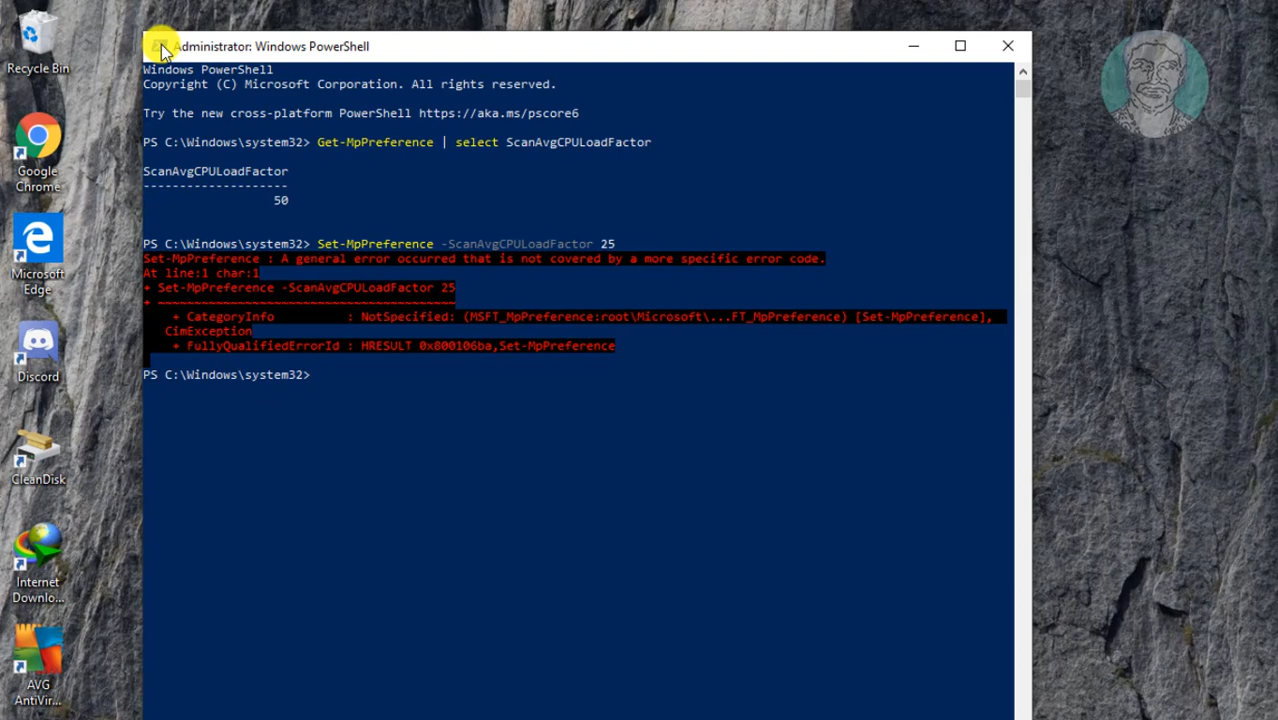 Administrator: Windows PowerShell
Windows PowerShell
Copyright (C) Microsoft Corporation. All rights reserved.
Try the new cross-platform PowerShell https://aka.ms/pscore6
PS C:\Windows\system32> Get-MpPreference | select ScanAvgCPULoadFactor
ScanAvgCPULoadFactor
--------------------
50
PS C:\Windows\system32> Set-MpPreference -ScanAvgCPULoadFactor 25
Set-MpPreference : A general error occurred that is not covered by a more specific error code.
At line:1 char:1
+ Set-MpPreference -ScanAvgCPULoadFactor 25
+ ~~~~~~~~~~~~~~~~~~~~~~~~~~~~~~~~~~~~~~~~~
+ CategoryInfo          : NotSpecified: (MSFT_MpPreference:root\Microsoft\...FT_MpPreference) [Set-MpPreference],
CimException
+ FullyQualifiedErrorId : HRESULT 0x800106ba,Set-MpPreference
PS C:\Windows\system32>
Recycle Bin
Google
Chrome
Microsoft
Edge
Discord
CleanDisk
Internet
Downlo...
AVG
AntiVir...